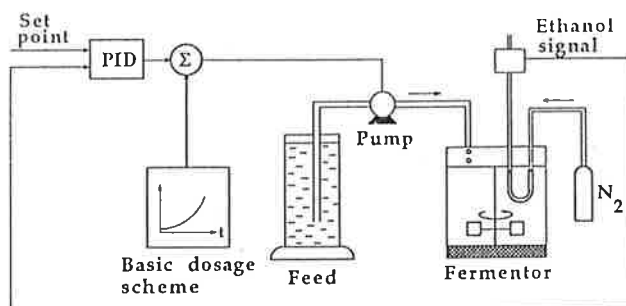 Set
point
PID
Σ
Ethanol
signal
Pump
N2
t
Basic dosage
scheme
Feed
Fermentor